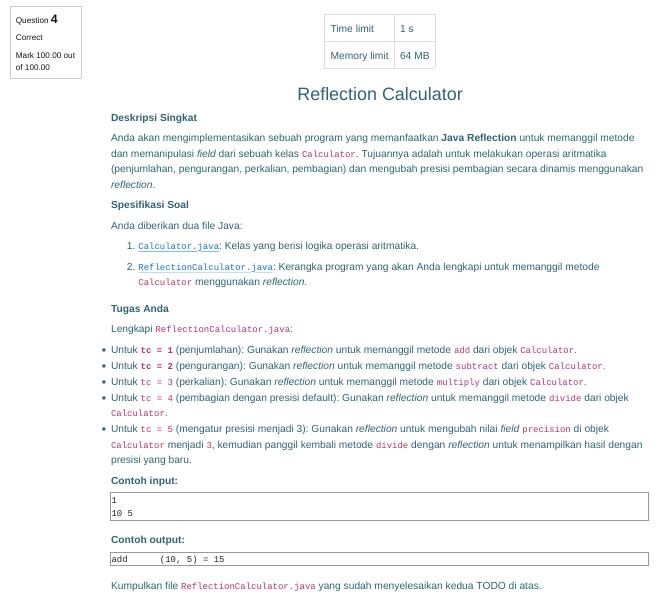 Question 4
Correct
Mark 100.00 out
of 100.00
Time limit 1 s
Memory limit 64 MB
Reflection Calculator
Deskripsi Singkat
Anda akan mengimplementasikan sebuah program yang memanfaatkan Java Reflection untuk memanggil metode
dan memanipulasi field dari sebuah kelas Calculator. Tujuannya adalah untuk melakukan operasi aritmatika
(penjumlahan, pengurangan, perkalian, pembagian) dan mengubah presisi pembagian secara dinamis menggunakan
reflection.
Spesifikasi Soal
Anda diberikan dua file Java:
1. Calculator.java: Kelas yang berisi logika operasi aritmatika.
2. ReflectionCalculator.java: Kerangka program yang akan Anda lengkapi untuk memanggil metode
Calculator menggunakan reflection.
Tugas Anda
Lengkapi ReflectionCalculator.java:
• Untuk tc = 1 (penjumlahan): Gunakan reflection untuk memanggil metode add dari objek Calculator.
• Untuk tc = 2 (pengurangan): Gunakan reflection untuk memanggil metode subtract dari objek Calculator.
• Untuk tc = 3 (perkalian): Gunakan reflection untuk memanggil metode multiply dari objek Calculator.
• Untuk tc = 4 (pembagian dengan presisi default): Gunakan reflection untuk memanggil metode divide dari objek
Calculator.
• Untuk tc = 5 (mengatur presisi menjadi 3): Gunakan reflection untuk mengubah nilai field precision di objek
Calculator menjadi 3, kemudian panggil kembali metode divide dengan reflection untuk menampilkan hasil dengan
presisi yang baru.
Contoh input:
1
10 5
Contoh output:
add      (10, 5) = 15
Kumpulkan file ReflectionCalculator.java yang sudah menyelesaikan kedua TODO di atas.